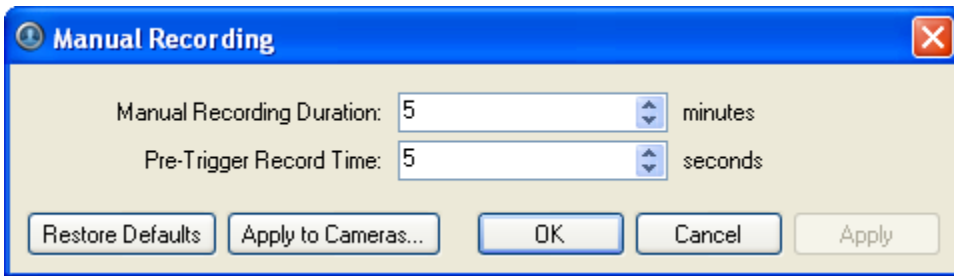 Manual Recording
Manual Recording Duration: 5 minutes
Pre-Trigger Record Time: 5 seconds
Restore Defaults Apply to Cameras... OK Cancel Apply